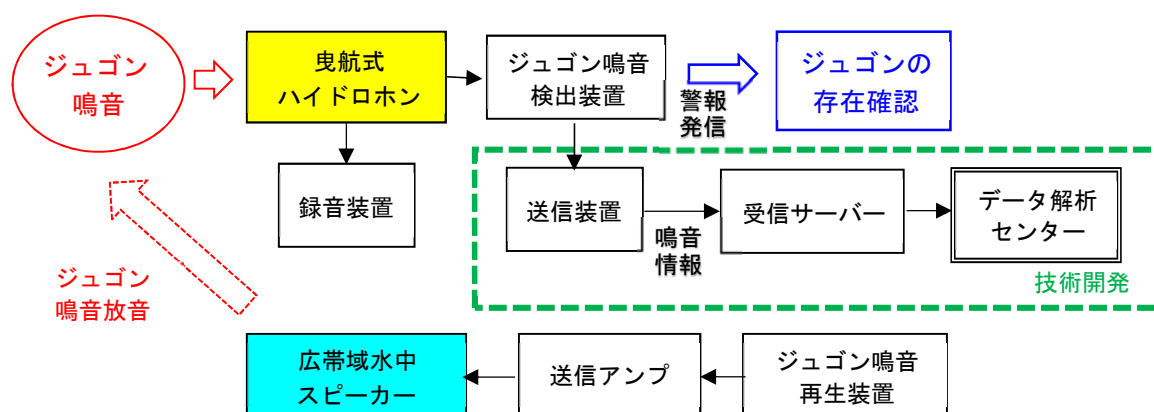 ジュゴン
鳴音
曳航式
ハイドロホン
ジュゴン鳴音
検出装置
警報
発信
ジュゴンの
存在確認
録音装置
送信装置
鳴音
情報
受信サーバー
データ解析
センター
技術開発
ジュゴン
鳴音放音
広帯域水中
スピーカー
送信アンプ
ジュゴン鳴音
再生装置